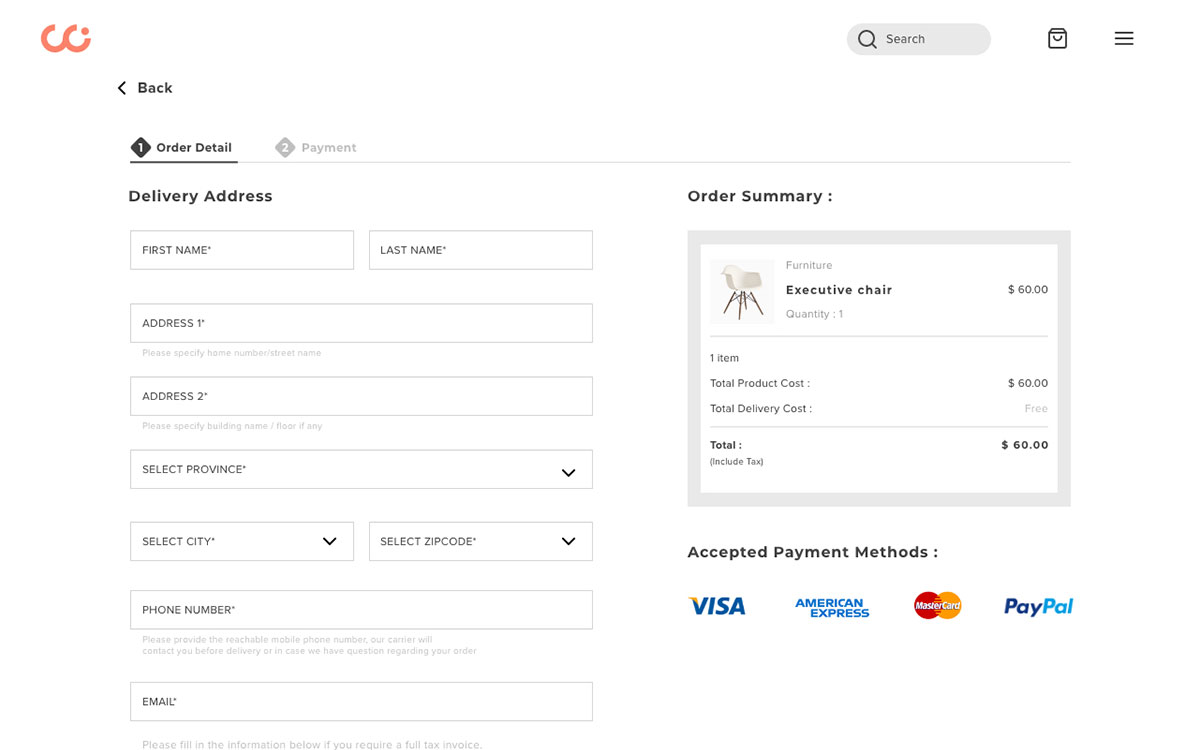 Search
Back
1 Order Detail
2 Payment
Delivery Address
FIRST NAME*
LAST NAME*
ADDRESS 1*
Please specify home number/street name
ADDRESS 2*
Please specify building name / floor if any
SELECT PROVINCE*
SELECT CITY*
SELECT ZIPCODE*
PHONE NUMBER*
Please provide the reachable mobile phone number, our carrier will
contact you before delivery or in case we have question regarding your order
EMAIL*
Please fill in the information below if you require a full tax invoice.
Order Summary :
Furniture
Executive chair
$ 60.00
Quantity : 1
1 item
Total Product Cost :
$ 60.00
Total Delivery Cost :
Free
Total :
$ 60.00
(Include Tax)
Accepted Payment Methods :
VISA
AMERICAN
EXPRESS
MasterCard
PayPal